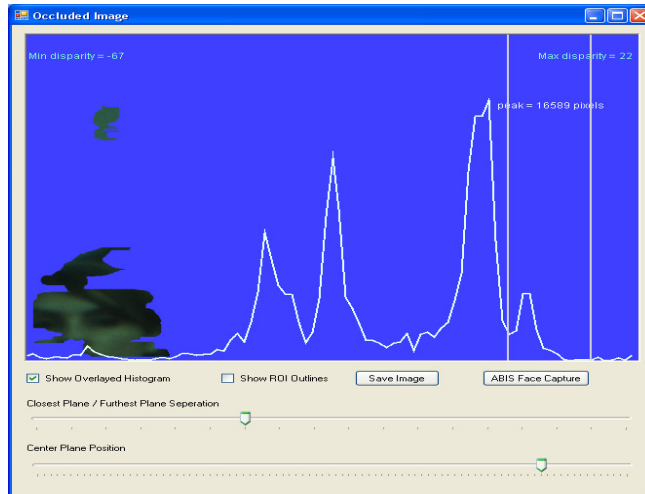 Occluded Image
Min disparity = -67
Max disparity = 22
peak = 16589 pixels
Show Overlayed Histogram
Show ROI Outlines
Save Image
ABIS Face Capture
Closest Plane / Furthest Plane Seperation
Center Plane Position